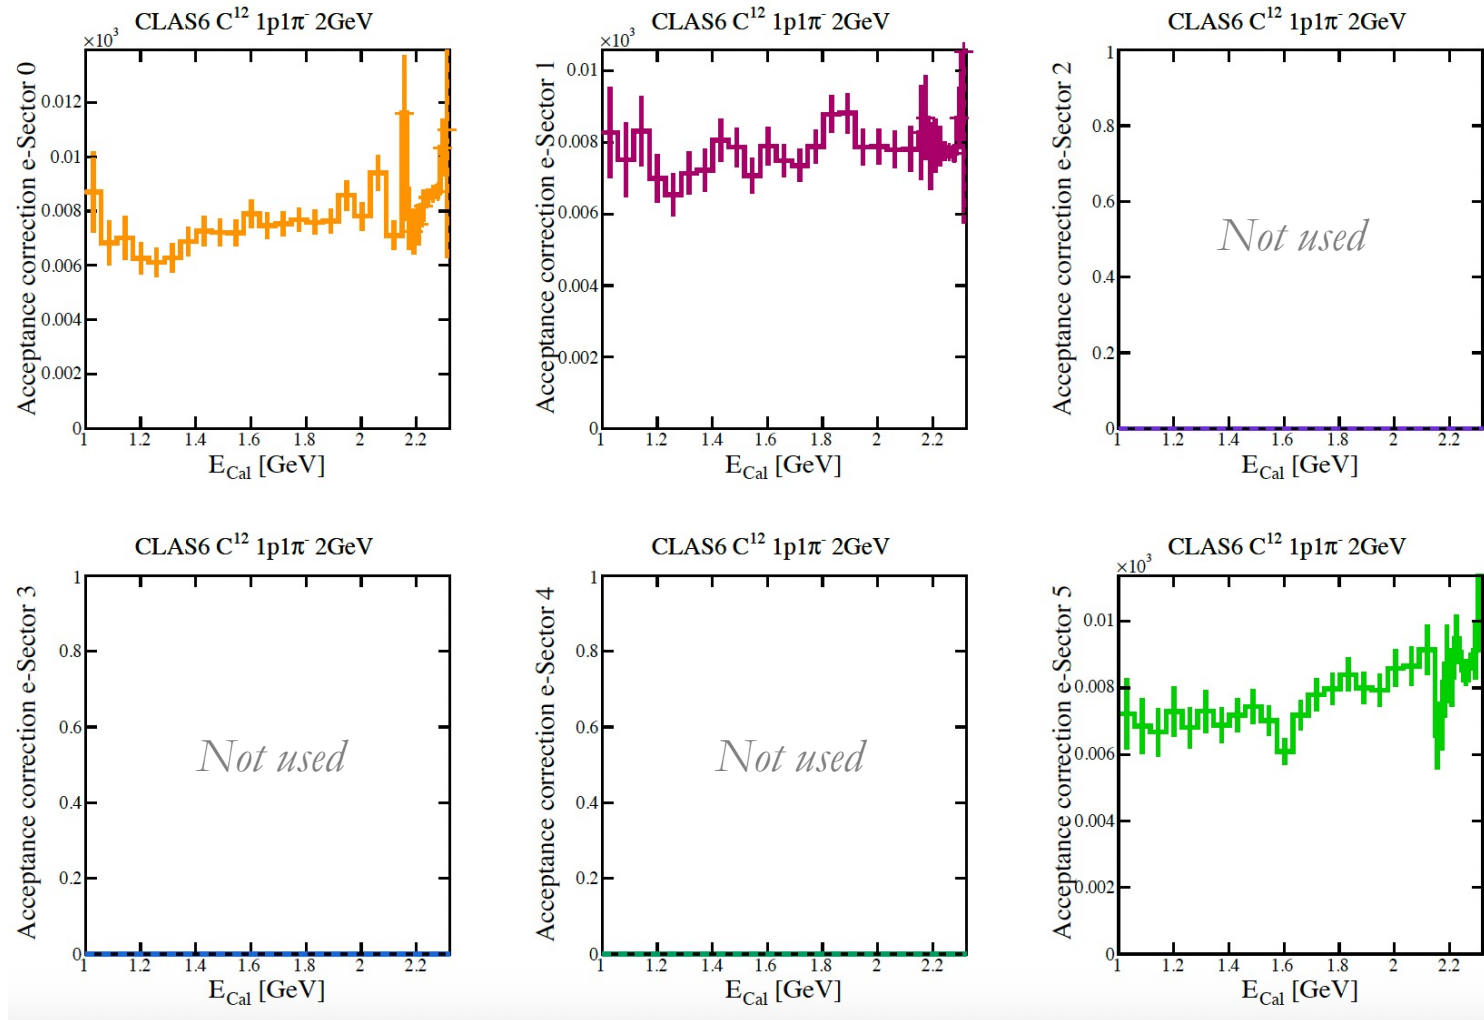 CLAS6 C¹² 1p1π⁻ 2GeV
×10³
Acceptance correction e-Sector 0
0.012
0.01
0.008
0.006
0.004
0.002
0
1 1.2 1.4 1.6 1.8 2 2.2
E_Cal [GeV]
CLAS6 C¹² 1p1π⁻ 2GeV
×10³
Acceptance correction e-Sector 1
0.01
0.008
0.006
0.004
0.002
0
1 1.2 1.4 1.6 1.8 2 2.2
E_Cal [GeV]
CLAS6 C¹² 1p1π⁻ 2GeV
Acceptance correction e-Sector 2
1
0.8
0.6
0.4
0.2
0
Not used
1 1.2 1.4 1.6 1.8 2 2.2
E_Cal [GeV]
CLAS6 C¹² 1p1π⁻ 2GeV
Acceptance correction e-Sector 3
1
0.8
0.6
0.4
0.2
0
Not used
1 1.2 1.4 1.6 1.8 2 2.2
E_Cal [GeV]
CLAS6 C¹² 1p1π⁻ 2GeV
Acceptance correction e-Sector 4
1
0.8
0.6
0.4
0.2
0
Not used
1 1.2 1.4 1.6 1.8 2 2.2
E_Cal [GeV]
CLAS6 C¹² 1p1π⁻ 2GeV
×10³
Acceptance correction e-Sector 5
0.01
0.008
0.006
0.004
0.002
0
1 1.2 1.4 1.6 1.8 2 2.2
E_Cal [GeV]